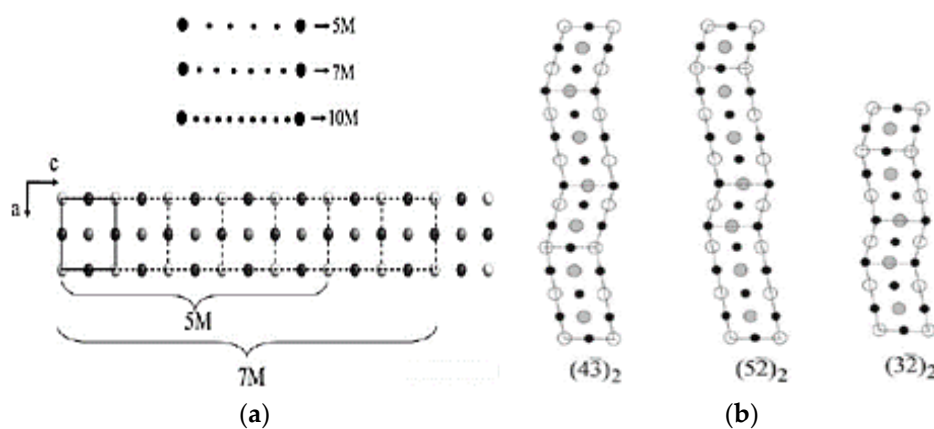 →5M
→7M
→10M
c
a
5M
7M
(43̅)₂
(52̅)₂
(32̅)₂
(a)
(b)